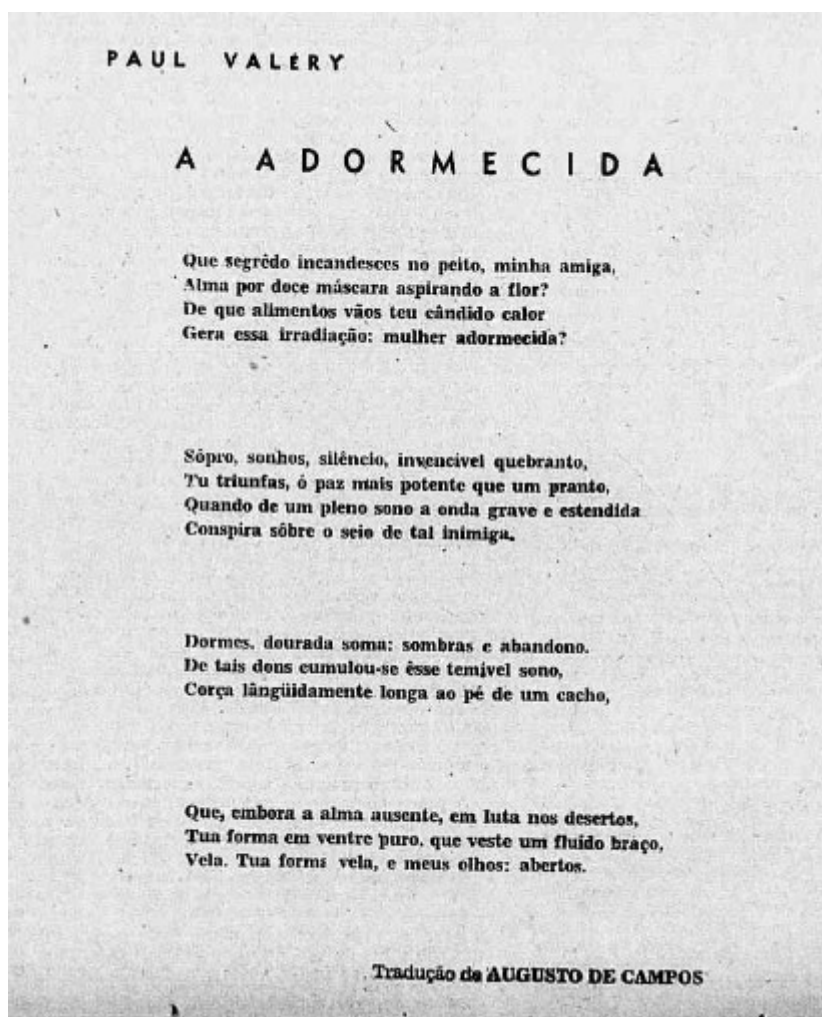 PAUL VALÉRY
A ADORMECIDA
Que segrêdo incandesces no peito, minha amiga,
Alma por doce máscara aspirando a flor?
De que alimentos vãos teu cândido calor
Gera essa irradiação: mulher adormecida?
Sôpro, sonhos, silêncio, invencível quebranto,
Tu triunfas, ó paz mais potente que um pranto,
Quando de um pleno sono a onda grave e estendida
Conspira sôbre o seio de tal inimiga.
Dormes, dourada soma: sombras e abandono.
De tais dons cumulou-se êsse temível sono,
Corça lângüidamente longa ao pé de um cacho,
Que, embora a alma ausente, em luta nos desertos,
Tua forma em ventre puro, que veste um fluido braço,
Vela. Tua forma vela, e meus olhos: abertos.
Tradução de AUGUSTO DE CAMPOS